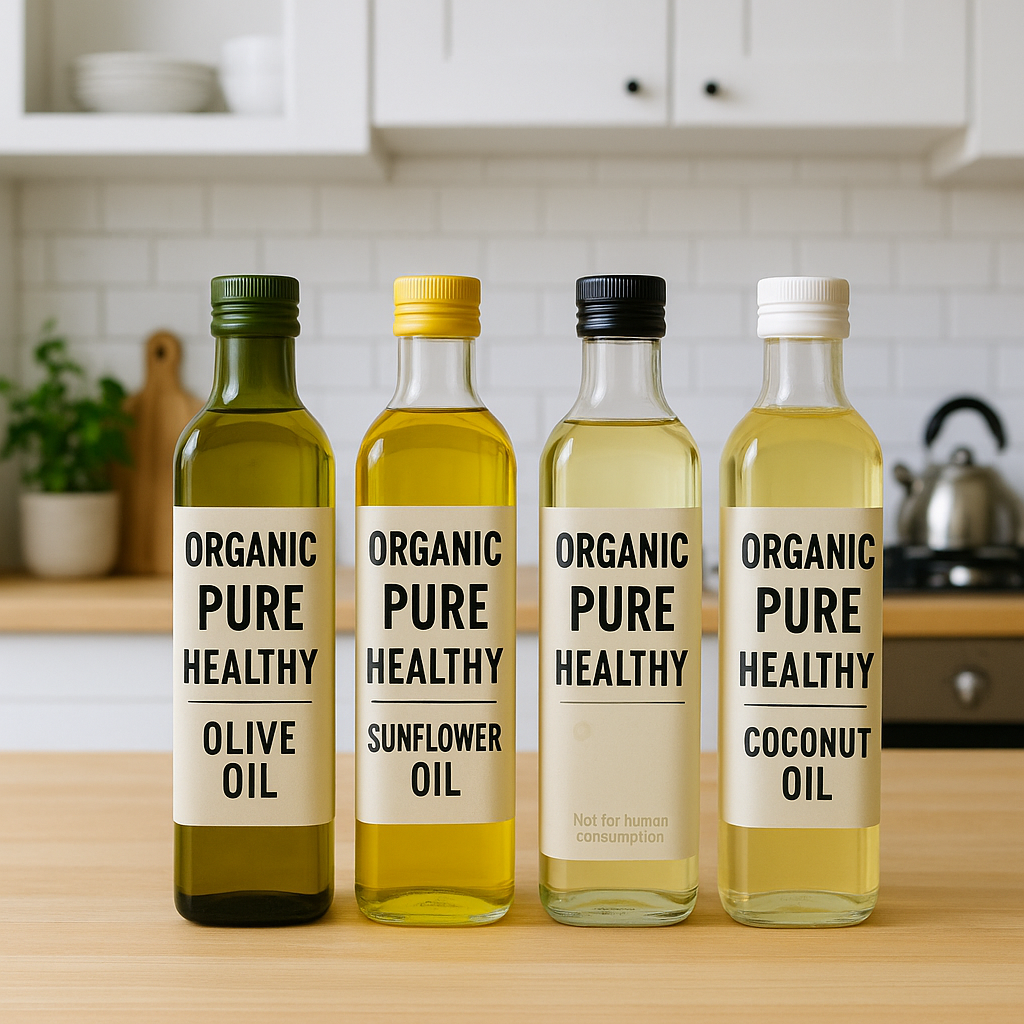 ORGANIC
PURE
HEALTHY
OLIVE
OIL
ORGANIC
PURE
HEALTHY
SUNFLOWER
OIL
ORGANIC
PURE
HEALTHY
Not for human
consumption
ORGANIC
PURE
HEALTHY
COCONUT
OIL